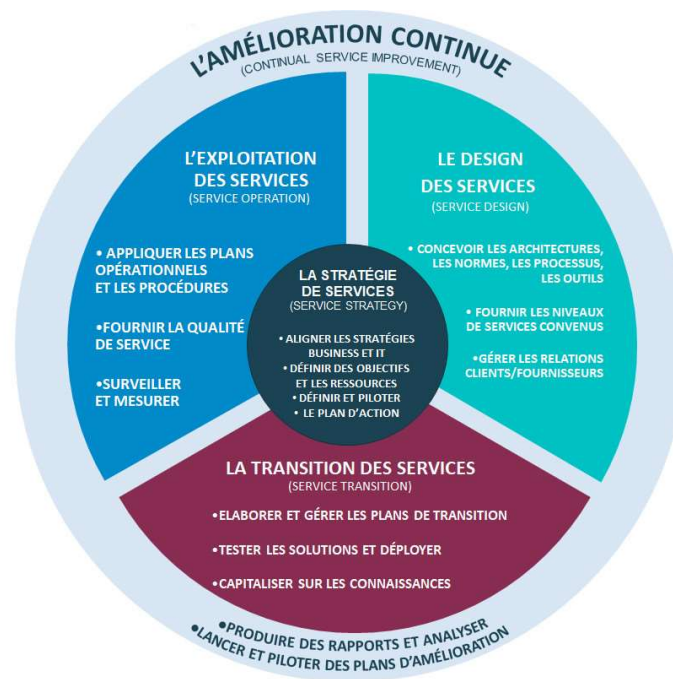 L'AMÉLIORATION CONTINUE
(CONTINUAL SERVICE IMPROVEMENT)
L'EXPLOITATION
DES SERVICES
(SERVICE OPERATION)
• APPLIQUER LES PLANS
OPÉRATIONNELS
ET LES PROCÉDURES
•FOURNIR LA QUALITÉ
DE SERVICE
•SURVEILLER
ET MESURER
LE DESIGN
DES SERVICES
(SERVICE DESIGN)
• CONCEVOIR LES ARCHITECTURES,
LES NORMES, LES PROCESSUS,
LES OUTILS
• FOURNIR LES NIVEAUX
DE SERVICES CONVENUS
•GÉRER LES RELATIONS
CLIENTS/FOURNISSEURS
LA STRATÉGIE
DE SERVICES
(SERVICE STRATEGY)
• ALIGNER LES STRATÉGIES
BUSINESS ET IT
• DÉFINIR DES OBJECTIFS
ET LES RESSOURCES
• DÉFINIR ET PILOTER
• LE PLAN D'ACTION
LA TRANSITION DES SERVICES
(SERVICE TRANSITION)
•ELABORER ET GÉRER LES PLANS DE TRANSITION
•TESTER LES SOLUTIONS ET DÉPLOYER
•CAPITALISER SUR LES CONNAISSANCES
•PRODUIRE DES RAPPORTS ET ANALYSER
•LANCER ET PILOTER DES PLANS D'AMÉLIORATION